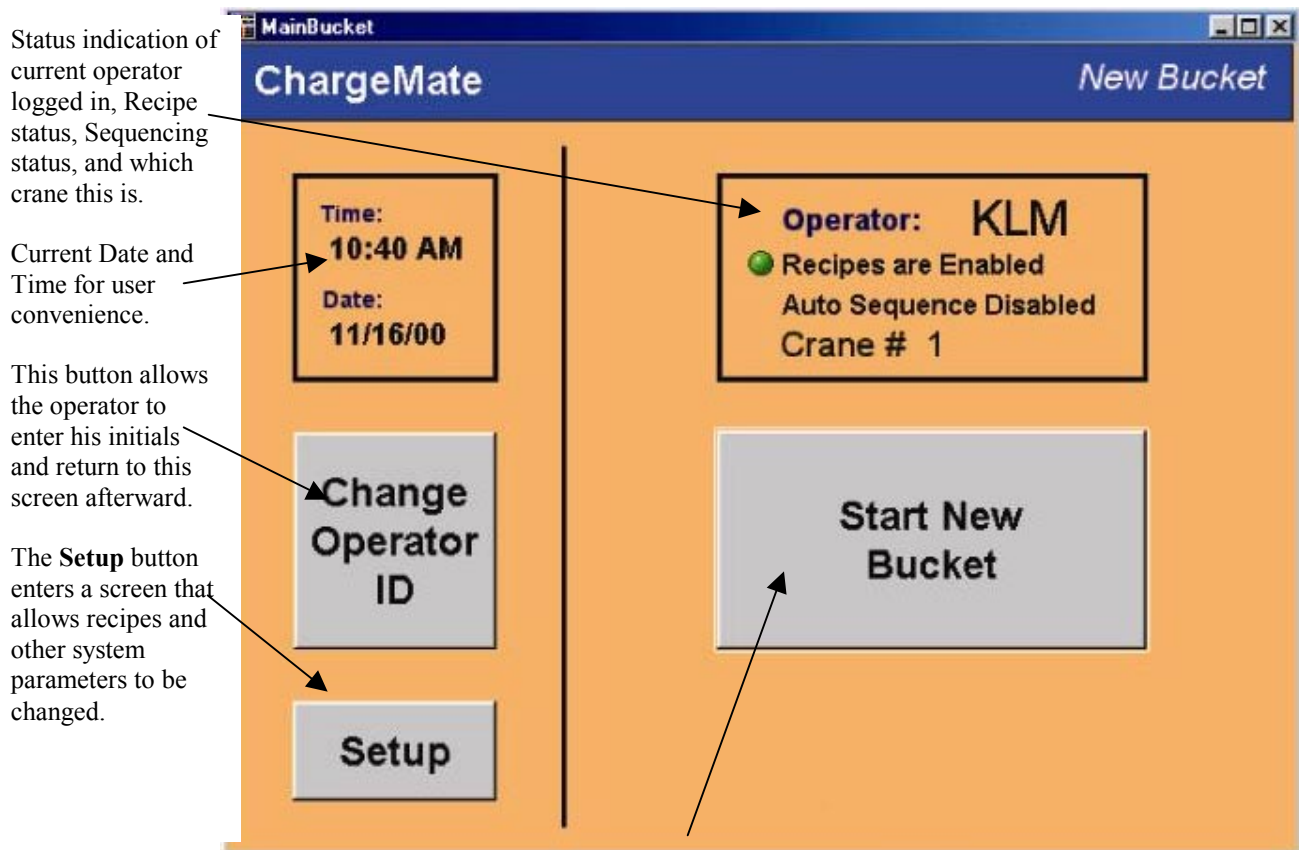 Status indication of
current operator
logged in, Recipe
status, Sequencing
status, and which
crane this is.
Current Date and
Time for user
convenience.
This button allows
the operator to
enter his initials
and return to this
screen afterward.
The Setup button
enters a screen that
allows recipes and
other system
parameters to be
changed.
MainBucket
ChargeMate
New Bucket
Time:
10:40 AM
Date:
11/16/00
Operator: KLM
Recipes are Enabled
Auto Sequence Disabled
Crane # 1
Change
Operator
ID
Start New
Bucket
Setup